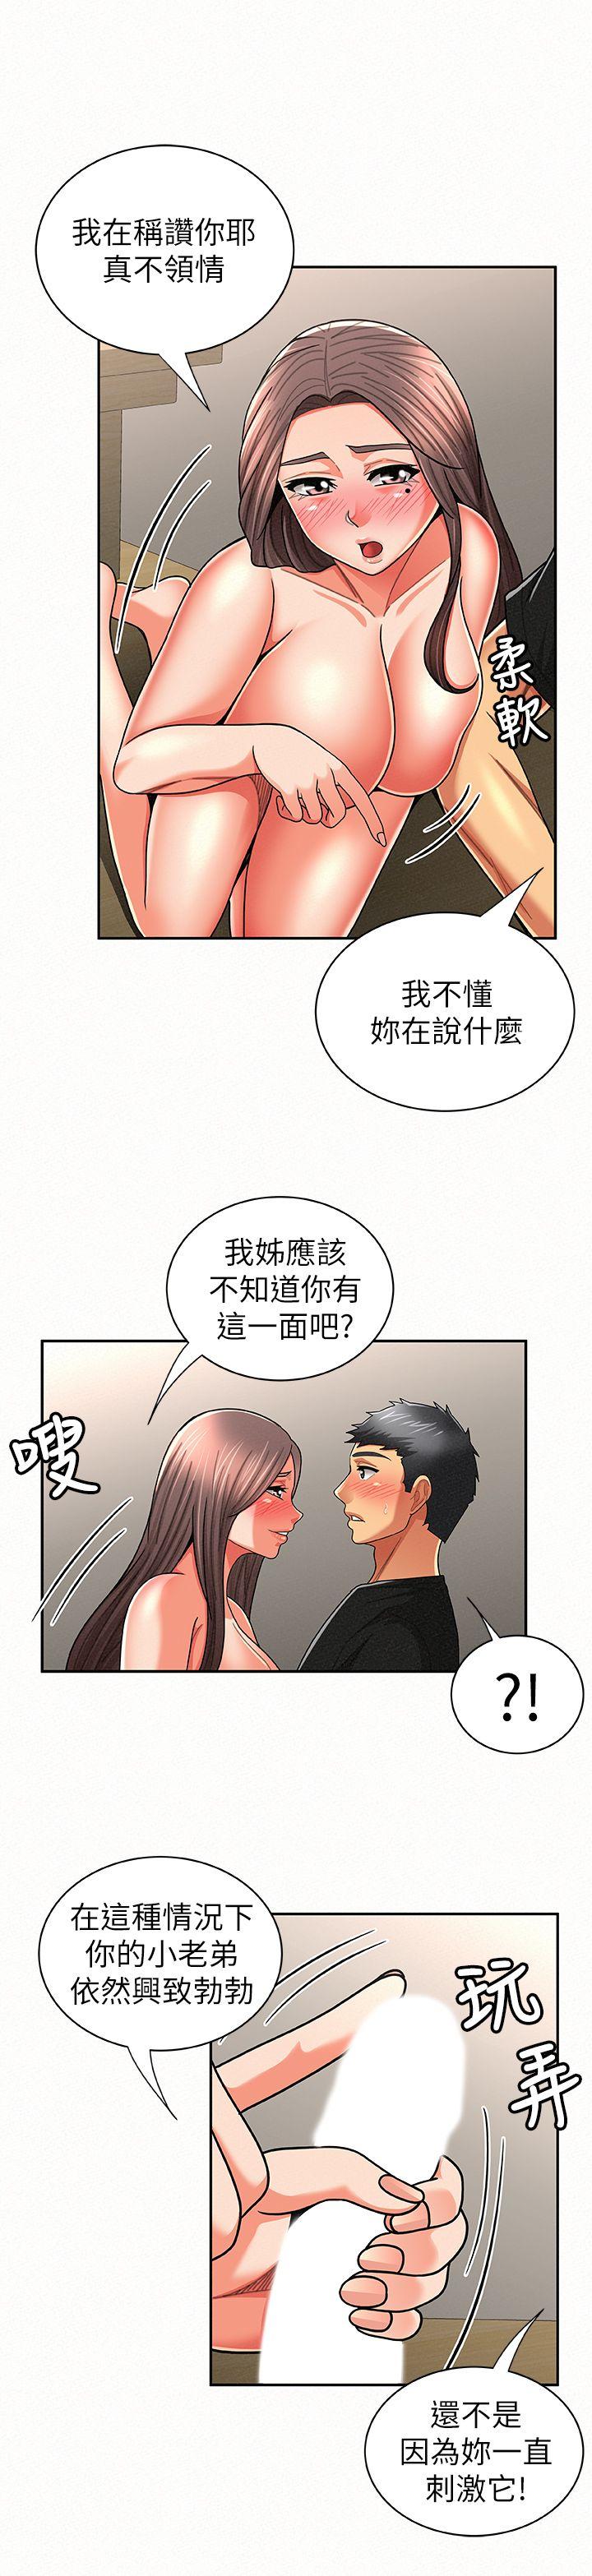 我在稱讚你耶
真不領情
柔軟
我不懂
妳在說什麼
我姊應該
不知道你有
這一面吧?
嗖
?!
在這種情況下
你的小老弟
依然興致勃勃
玩弄
還不是
因為妳一直
刺激它!